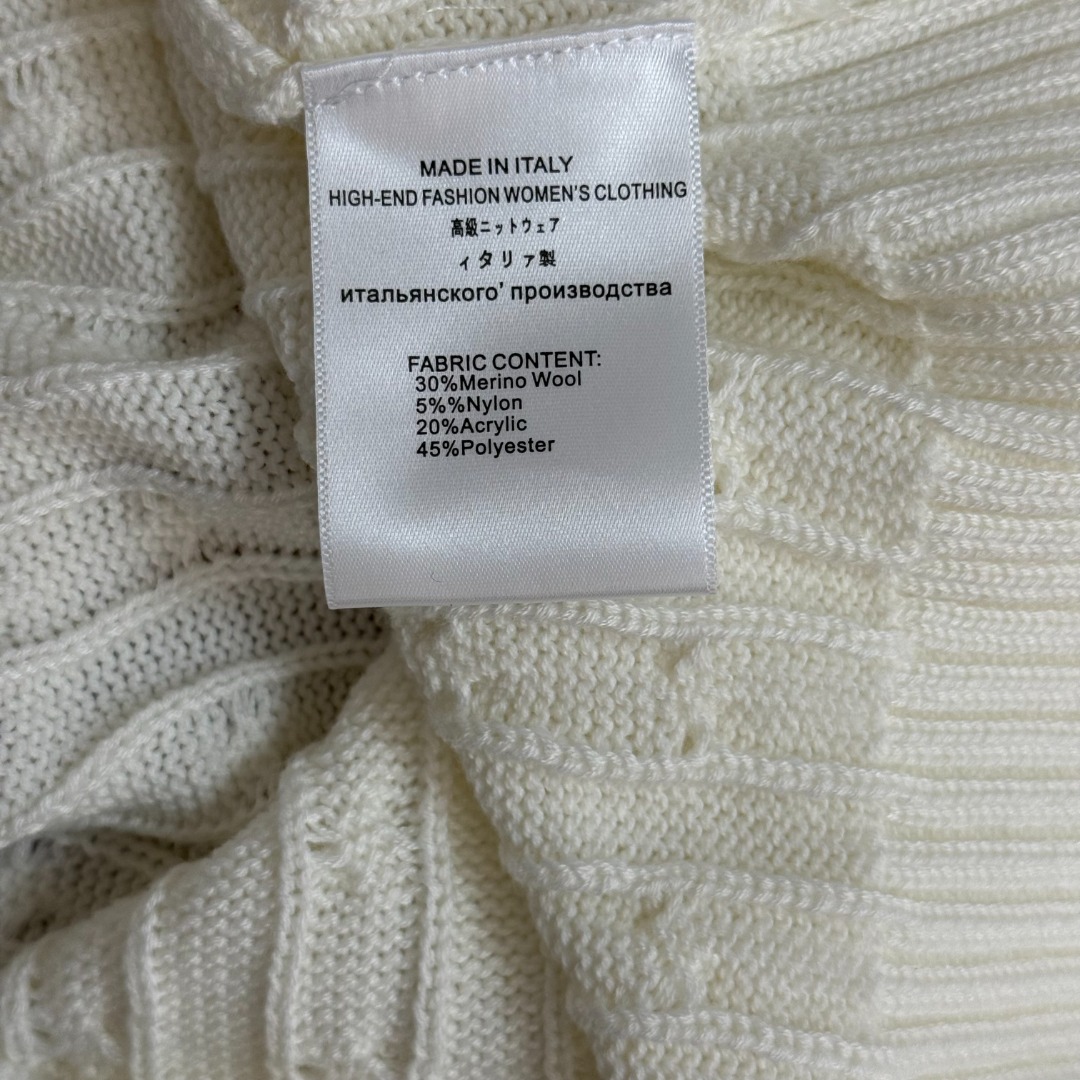 MADE IN ITALY
HIGH-END FASHION WOMEN'S CLOTHING
高級ニットウェア
ィタリァ製
итальянского' производства
FABRIC CONTENT:
30%Merino Wool
5%%Nylon
20%Acrylic
45%Polyester